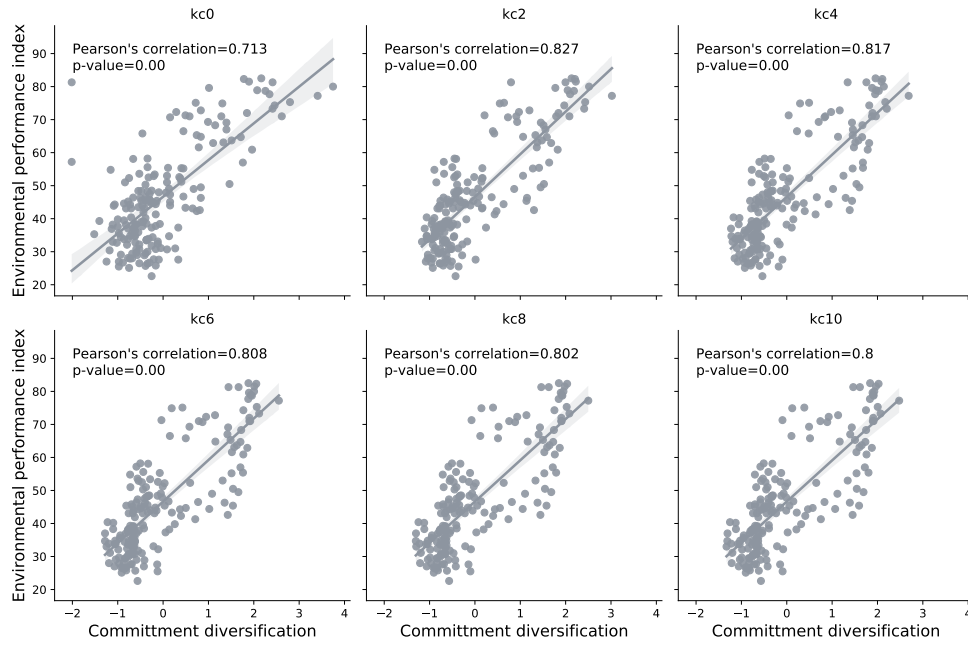 kc0
kc2
kc4
Environmental performance index
90
80
70
60
50
40
30
20
Pearson's correlation=0.713
p-value=0.00
Pearson's correlation=0.827
p-value=0.00
Pearson's correlation=0.817
p-value=0.00
kc6
kc8
kc10
Environmental performance index
90
80
70
60
50
40
30
20
Pearson's correlation=0.808
p-value=0.00
Pearson's correlation=0.802
p-value=0.00
Pearson's correlation=0.8
p-value=0.00
−2 −1 0 1 2 3 4
−2 −1 0 1 2 3 4
−2 −1 0 1 2 3 4
Committment diversification
Committment diversification
Committment diversification